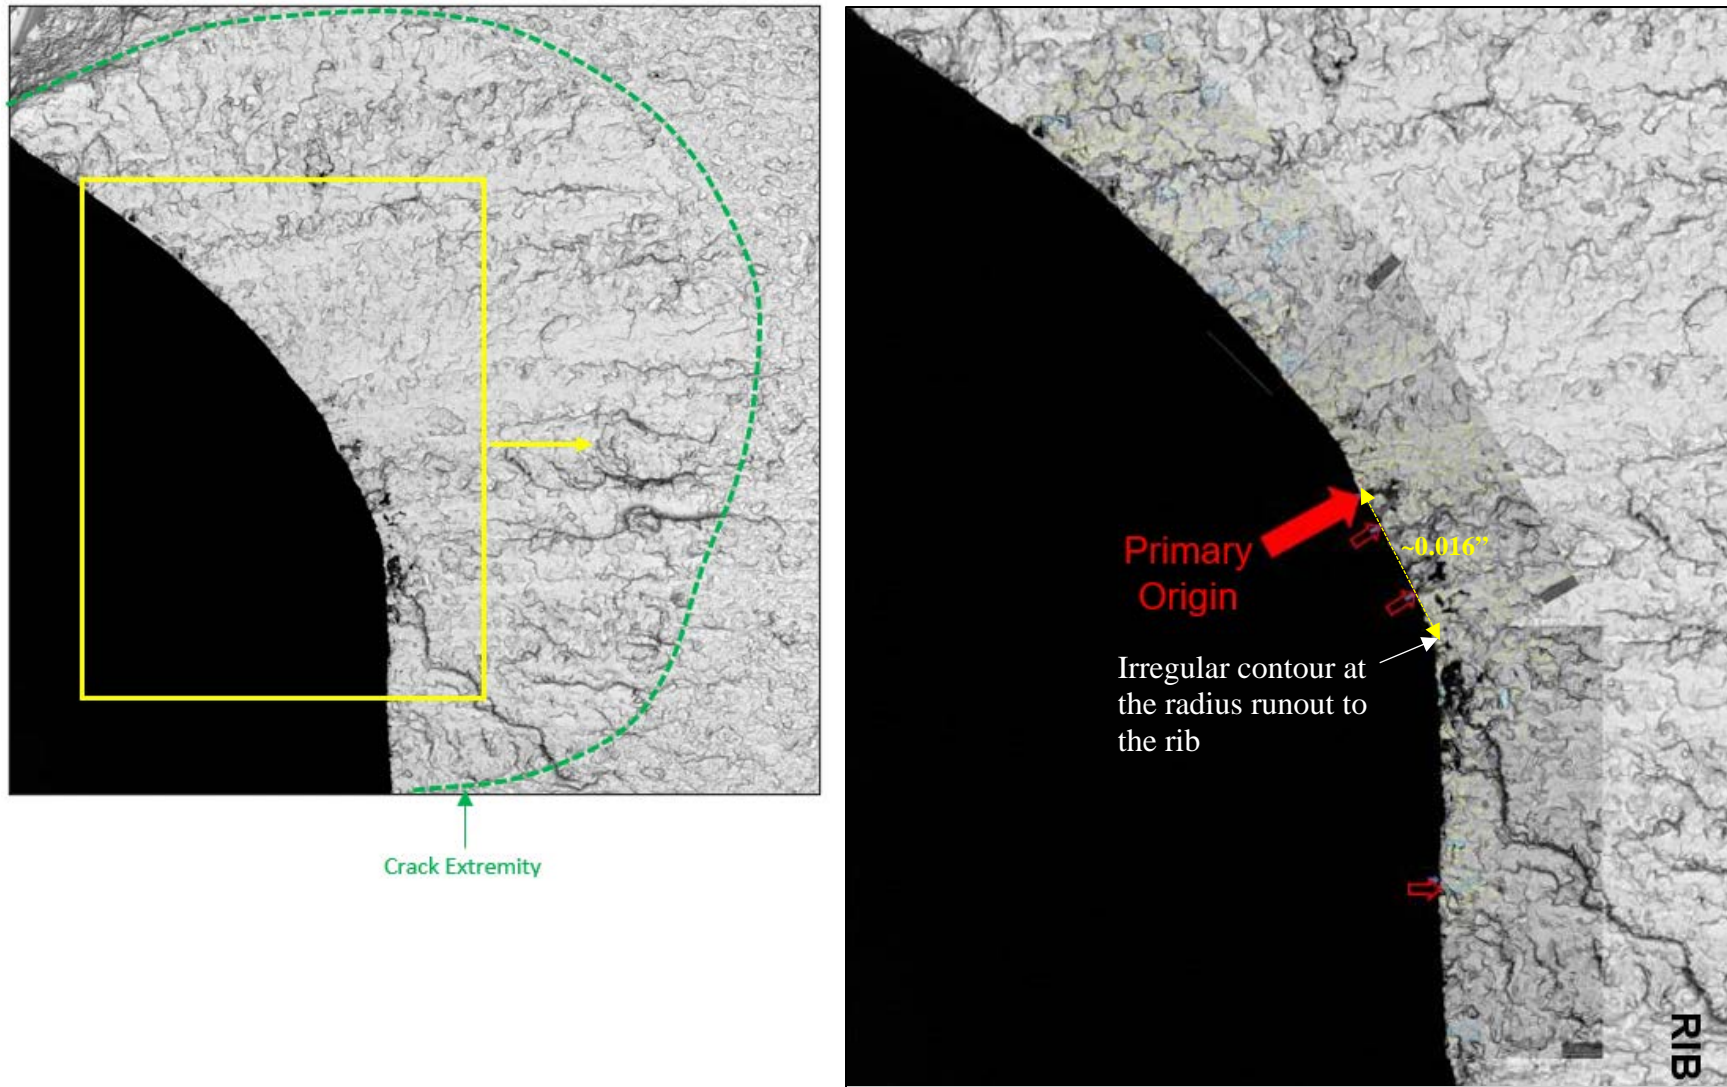 Crack Extremity
Primary
Origin
~0.016”
Irregular contour at
the radius runout to
the rib
RIB